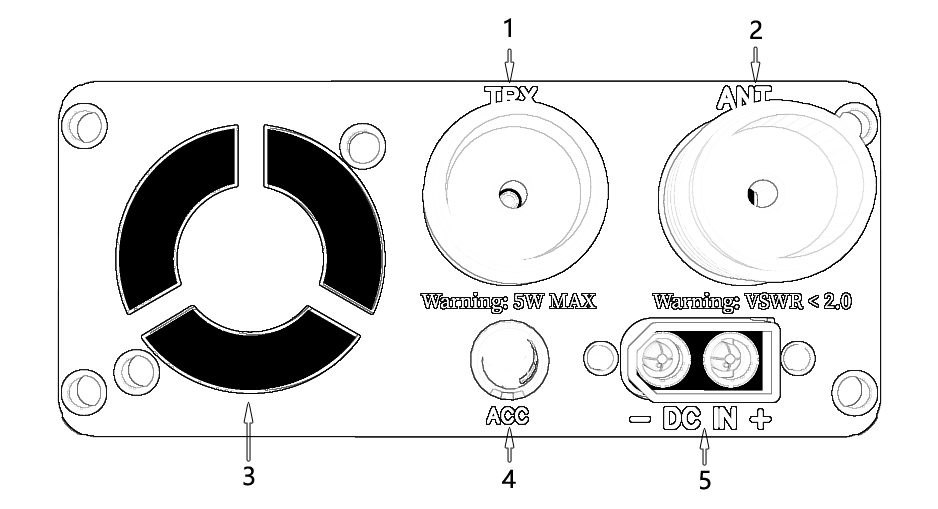 1 2
TRX ANT
Warning: 5W MAX Warning: VSWR < 2.0
ACC - DC IN +
3 4 5